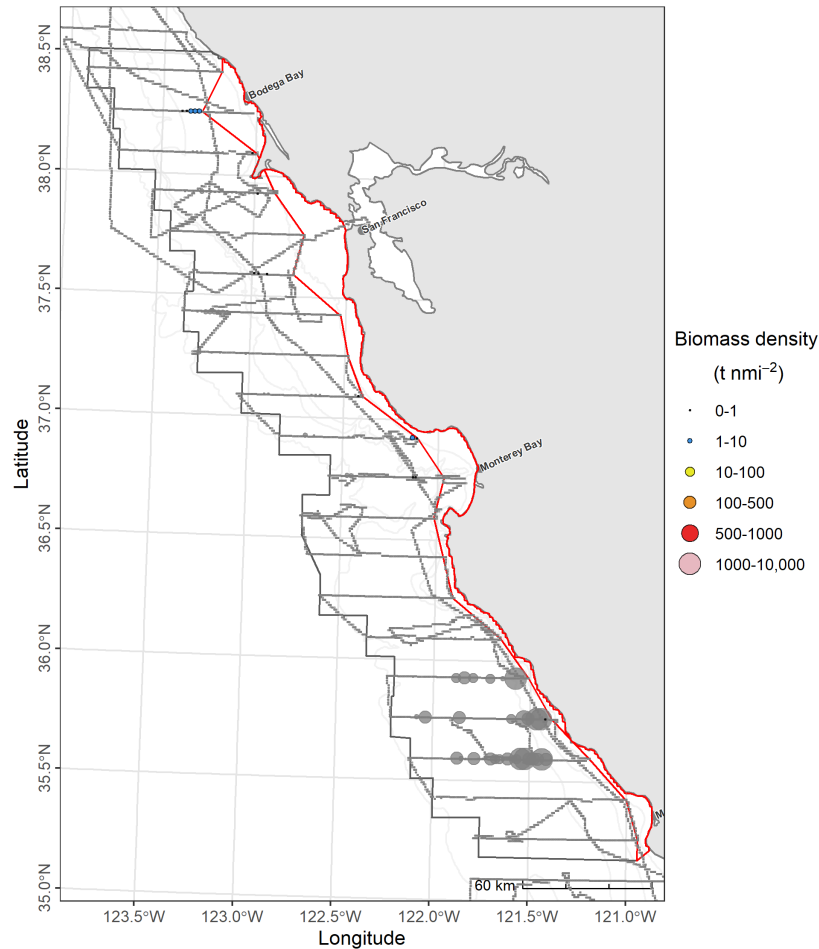 38.5°N
38.0°N
37.5°N
37.0°N
36.5°N
36.0°N
35.5°N
35.0°N
Latitude
Bodega Bay
San Francisco
Monterey Bay
M
60 km
123.5°W 123.0°W 122.5°W 122.0°W 121.5°W 121.0°W
Longitude
Biomass density
(t nmi⁻²)
0-1
1-10
10-100
100-500
500-1000
1000-10,000